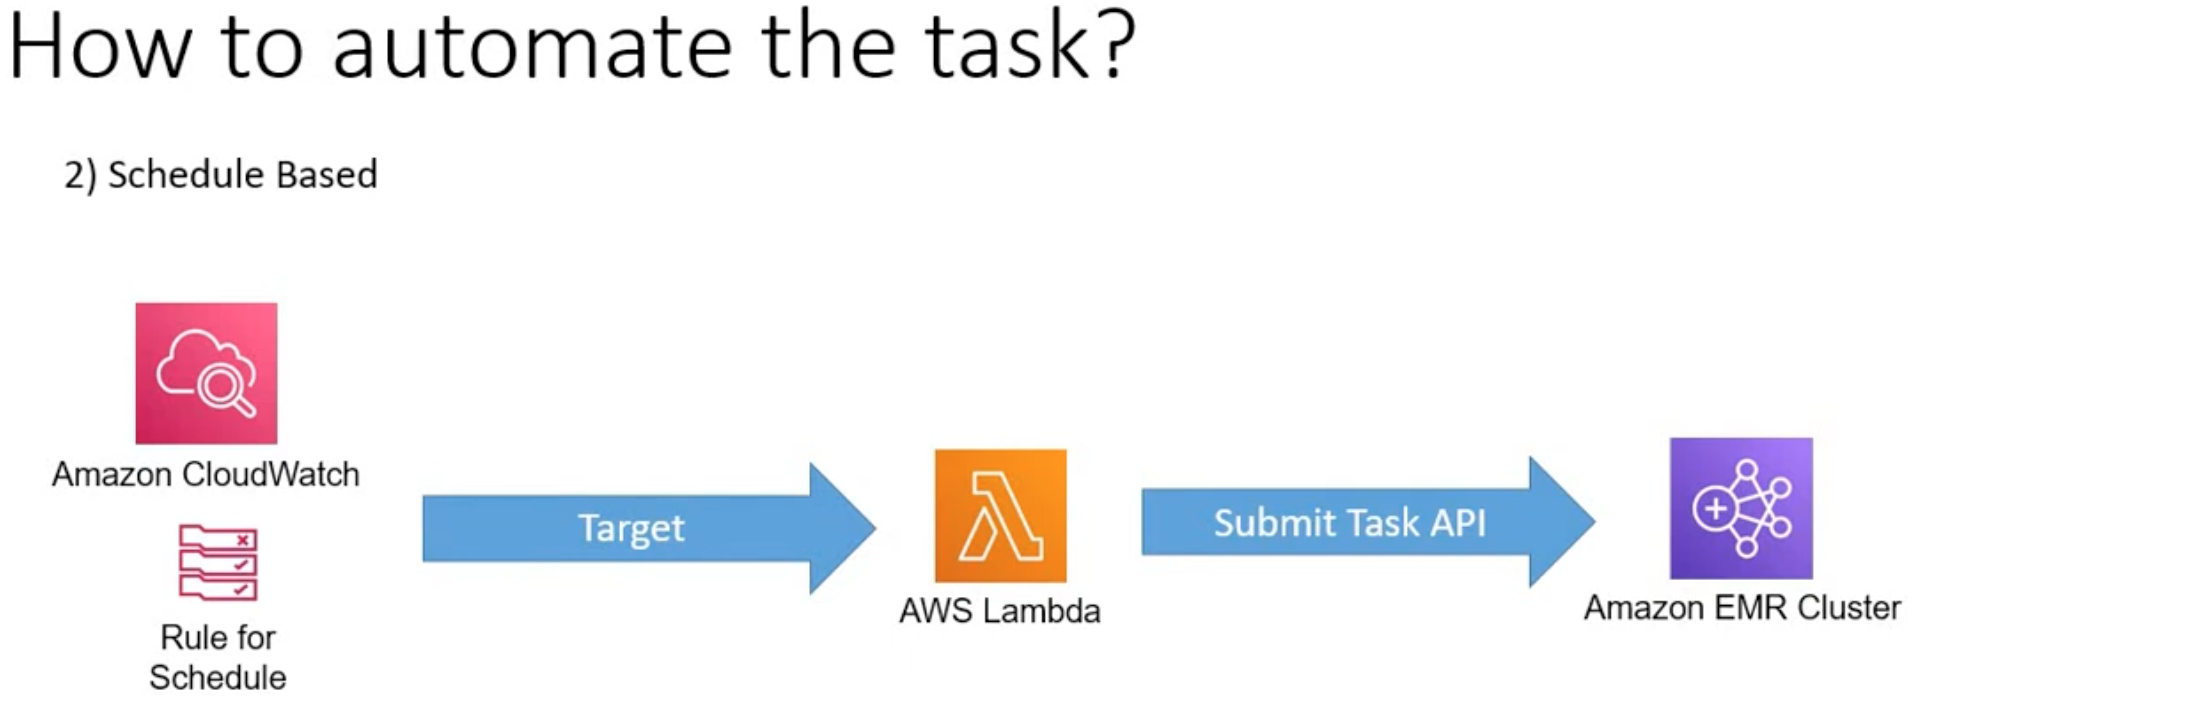 How to automate the task?
2) Schedule Based
Amazon CloudWatch
Rule for
Schedule
Target
AWS Lambda
Submit Task API
Amazon EMR Cluster